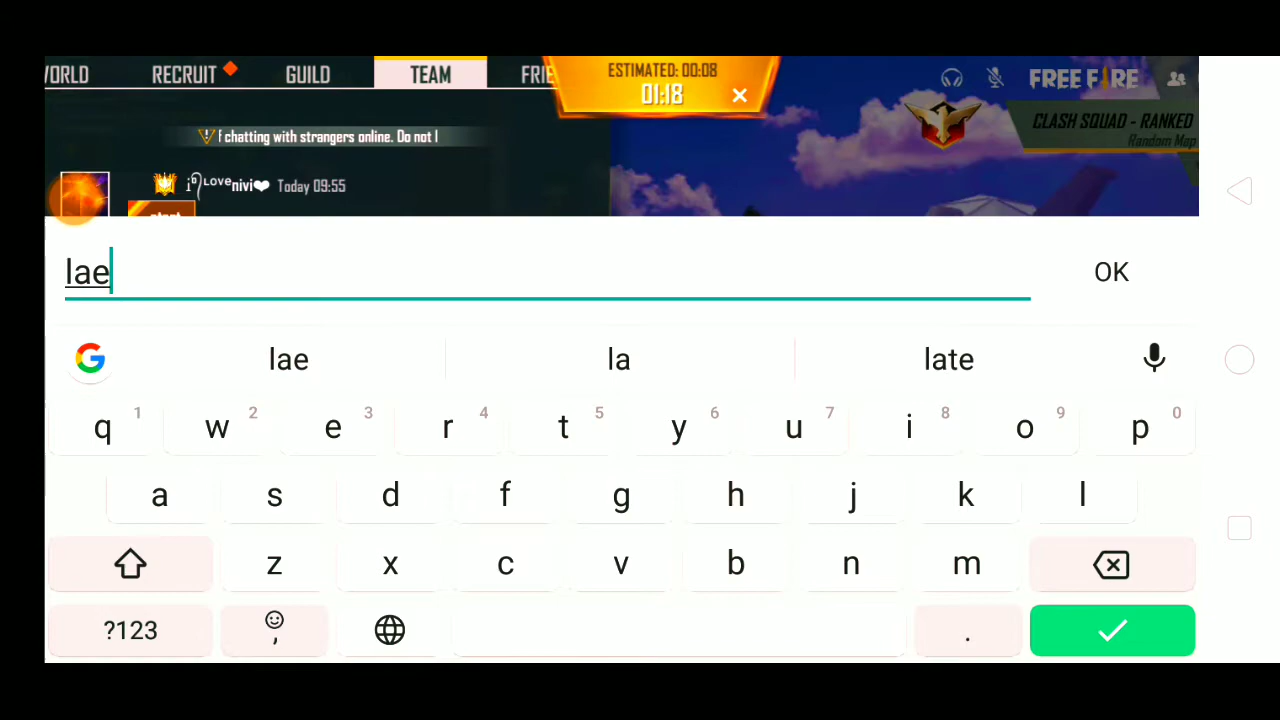 WORLD RECRUIT GUILD TEAM FRIE
ESTIMATED: 00:08
01:18
FREE FIRE
f chatting with strangers online. Do not l
CLASH SQUAD - RANKED
Random Map
Lovenivi❤ Today 09:55
start
lae
OK
lae la late
q 1 w 2 e 3 r 4 t 5 y 6 u 7 i 8 o 9 p 0
a s d f g h j k l
z x c v b n m
?123 , .